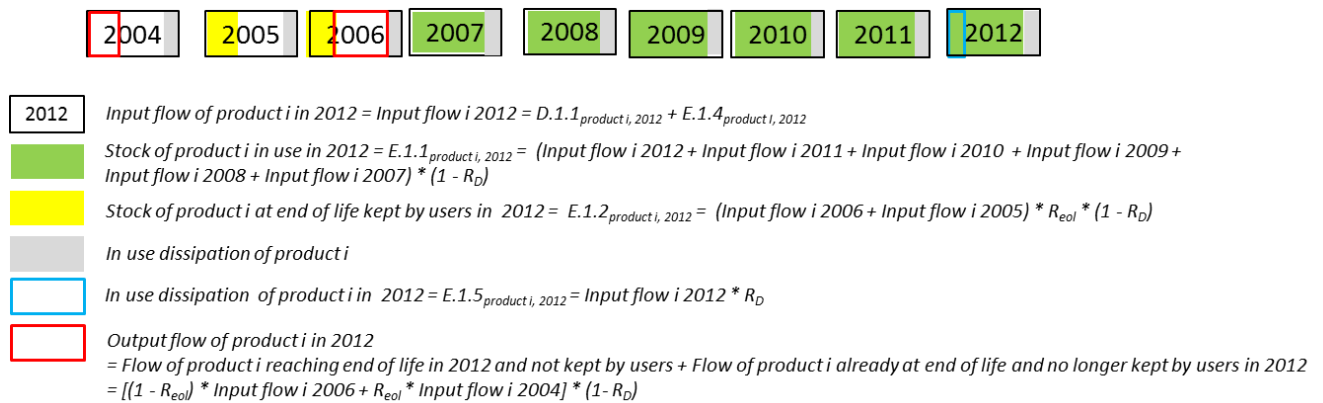 2004 2005 2006 2007 2008 2009 2010 2011 2012
2012 Input flow of product i in 2012 = Input flow i 2012 = D.1.1product i, 2012 + E.1.4product I, 2012
Stock of product i in use in 2012 = E.1.1product i, 2012 = (Input flow i 2012 + Input flow i 2011 + Input flow i 2010 + Input flow i 2009 +
Input flow i 2008 + Input flow i 2007) * (1 - RD)
Stock of product i at end of life kept by users in 2012 = E.1.2product i, 2012 = (Input flow i 2006 + Input flow i 2005) * Reol * (1 - RD)
In use dissipation of product i
In use dissipation of product i in 2012 = E.1.5product i, 2012 = Input flow i 2012 * RD
Output flow of product i in 2012
= Flow of product i reaching end of life in 2012 and not kept by users + Flow of product i already at end of life and no longer kept by users in 2012
= [(1 - Reol) * Input flow i 2006 + Reol * Input flow i 2004] * (1- RD)